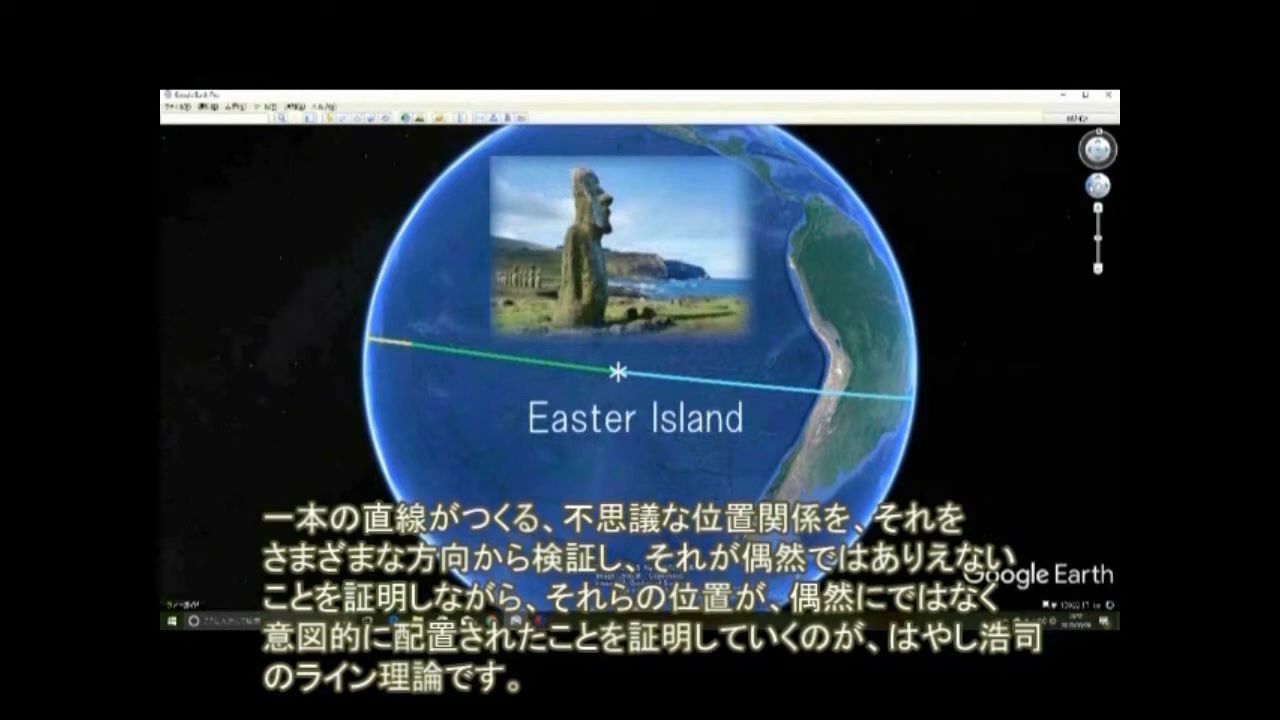 Google Earth Pro
Easter Island
一本の直線がつくる、不思議な位置関係を、それを
さまざまな方向から検証し、それが偶然ではありえない
Google Earth
ことを証明しながら、それらの位置が、偶然にではなく
意図的に配置されたことを証明していくのが、はやし浩司
のライン理論です。